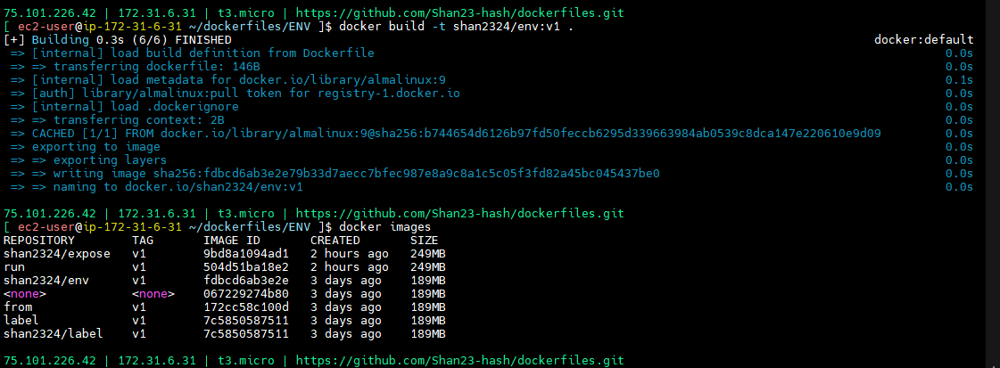 75.101.226.42 | 172.31.6.31 | t3.micro | https://github.com/Shan23-hash/dockerfiles.git
[ ec2-user@ip-172-31-6-31 ~/dockerfiles/ENV ]$ docker build -t shan2324/env:v1 .
[+] Building 0.3s (6/6) FINISHED docker:default
=> [internal] load build definition from Dockerfile 0.0s
=> => transferring dockerfile: 146B 0.0s
=> [internal] load metadata for docker.io/library/almalinux:9 0.1s
=> [auth] library/almalinux:pull token for registry-1.docker.io 0.0s
=> [internal] load .dockerignore 0.0s
=> => transferring context: 2B 0.0s
=> CACHED [1/1] FROM docker.io/library/almalinux:9@sha256:b744654d6126b97fd50feccb6295d339663984ab0539c8dca147e220610e9d09 0.0s
=> exporting to image 0.0s
=> => exporting layers 0.0s
=> => writing image sha256:fdbcd6ab3e2e79b33d7aecc7bfec987e8a9c8a1c5c05f3fd82a45bc045437be0 0.0s
=> => naming to docker.io/shan2324/env:v1 0.0s
75.101.226.42 | 172.31.6.31 | t3.micro | https://github.com/Shan23-hash/dockerfiles.git
[ ec2-user@ip-172-31-6-31 ~/dockerfiles/ENV ]$ docker images
REPOSITORY TAG IMAGE ID CREATED SIZE
shan2324/expose v1 9bd8a1094ad1 2 hours ago 249MB
run v1 504d51ba18e2 2 hours ago 249MB
shan2324/env v1 fdbcd6ab3e2e 3 days ago 189MB
<none> <none> 067229274b80 3 days ago 189MB
from v1 172cc58c100d 3 days ago 189MB
label v1 7c5850587511 3 days ago 189MB
shan2324/label v1 7c5850587511 3 days ago 189MB
75.101.226.42 | 172.31.6.31 | t3.micro | https://github.com/Shan23-hash/dockerfiles.git